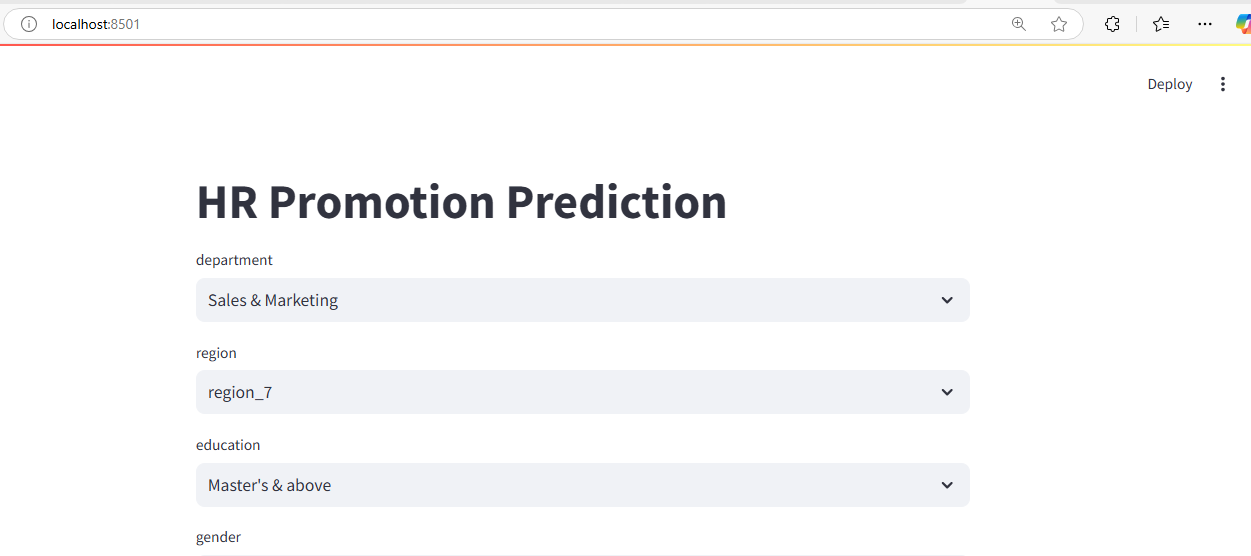 localhost:8501
Deploy
HR Promotion Prediction
department
Sales & Marketing
region
region_7
education
Master's & above
gender